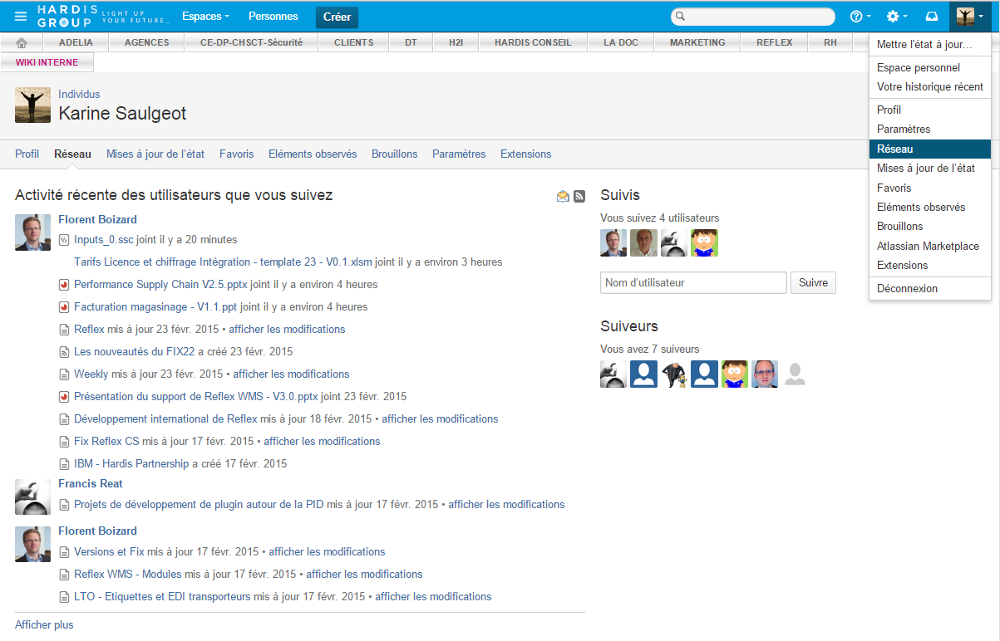 HARDIS GROUP LIGHT UP YOUR FUTURE_ Espaces Personnes Créer
ADELIA AGENCES CE-DP-CHSCT-Sécurité CLIENTS DT H2I HARDIS CONSEIL LA DOC MARKETING REFLEX RH
WIKI INTERNE
Individus
Karine Saulgeot
Profil Réseau Mises à jour de l'état Favoris Eléments observés Brouillons Paramètres Extensions
Activité récente des utilisateurs que vous suivez
Florent Boizard
Inputs_0.ssc joint il y a 20 minutes
Tarifs Licence et chiffrage Intégration - template 23 - V0.1.xlsm joint il y a environ 3 heures
Performance Supply Chain V2.5.pptx joint il y a environ 4 heures
Facturation magasinage - V1.1.ppt joint il y a environ 4 heures
Reflex mis à jour 23 févr. 2015 • afficher les modifications
Les nouveautés du FIX22 a créé 23 févr. 2015
Weekly mis à jour 23 févr. 2015 • afficher les modifications
Présentation du support de Reflex WMS - V3.0.pptx joint 23 févr. 2015
Développement international de Reflex mis à jour 18 févr. 2015 • afficher les modifications
Fix Reflex CS mis à jour 17 févr. 2015 • afficher les modifications
IBM - Hardis Partnership a créé 17 févr. 2015
Francis Reat
Projets de développement de plugin autour de la PID mis à jour 17 févr. 2015 • afficher les modifications
Florent Boizard
Versions et Fix mis à jour 17 févr. 2015 • afficher les modifications
Reflex WMS - Modules mis à jour 17 févr. 2015 • afficher les modifications
LTO - Etiquettes et EDI transporteurs mis à jour 17 févr. 2015 • afficher les modifications
Afficher plus
Suivis
Vous suivez 4 utilisateurs
Nom d'utilisateur Suivre
Suiveurs
Vous avez 7 suiveurs
Mettre l'état à jour...
Espace personnel
Votre historique récent
Profil
Paramètres
Réseau
Mises à jour de l'état
Favoris
Eléments observés
Brouillons
Atlassian Marketplace
Extensions
Déconnexion